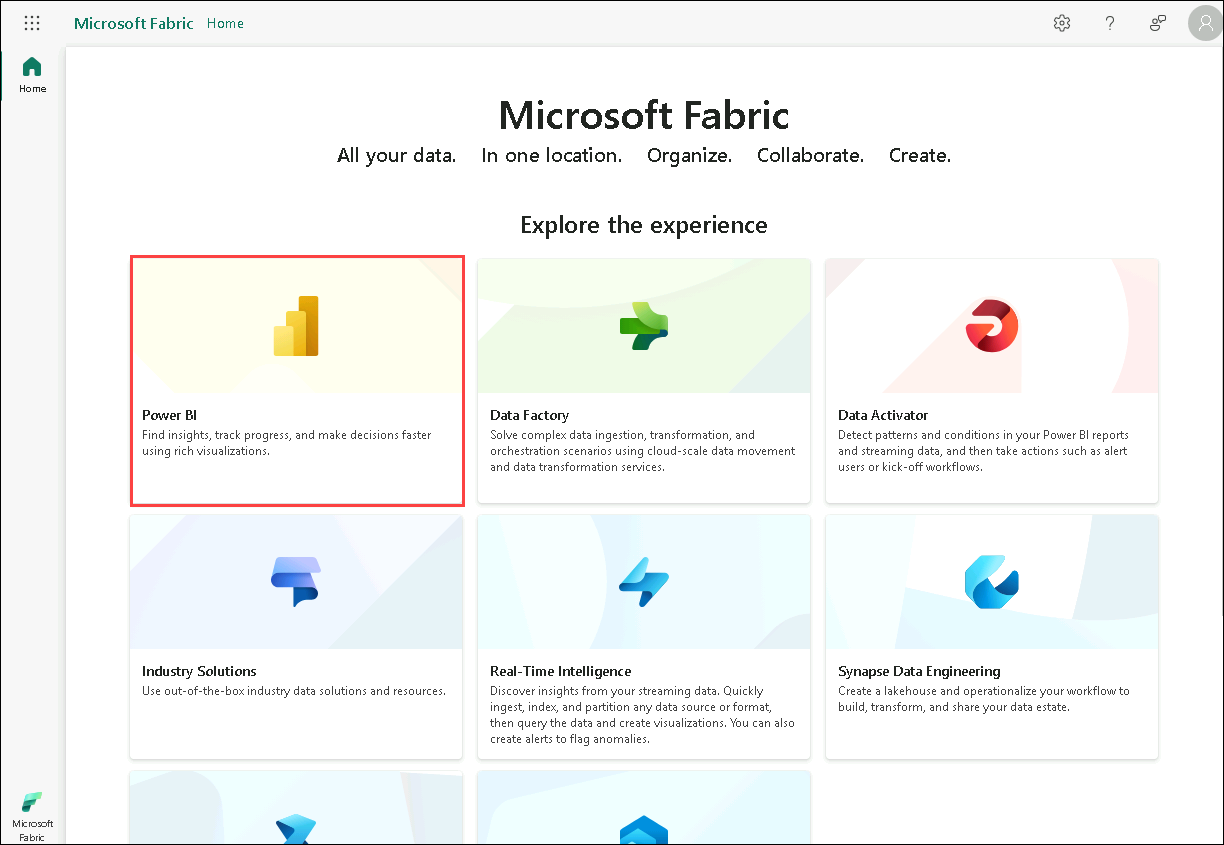 Microsoft Fabric Home
Home
Microsoft Fabric
All your data. In one location. Organize. Collaborate. Create.
Explore the experience
Power BI
Find insights, track progress, and make decisions faster
using rich visualizations.
Data Factory
Solve complex data ingestion, transformation, and
orchestration scenarios using cloud-scale data movement
and data transformation services.
Data Activator
Detect patterns and conditions in your Power BI reports
and streaming data, and then take actions such as alert
users or kick-off workflows.
Industry Solutions
Use out-of-the-box industry data solutions and resources.
Real-Time Intelligence
Discover insights from your streaming data. Quickly
ingest, index, and partition any data source or format,
then query the data and create visualizations. You can also
create alerts to flag anomalies.
Synapse Data Engineering
Create a lakehouse and operationalize your workflow to
build, transform, and share your data estate.
Microsoft
Fabric